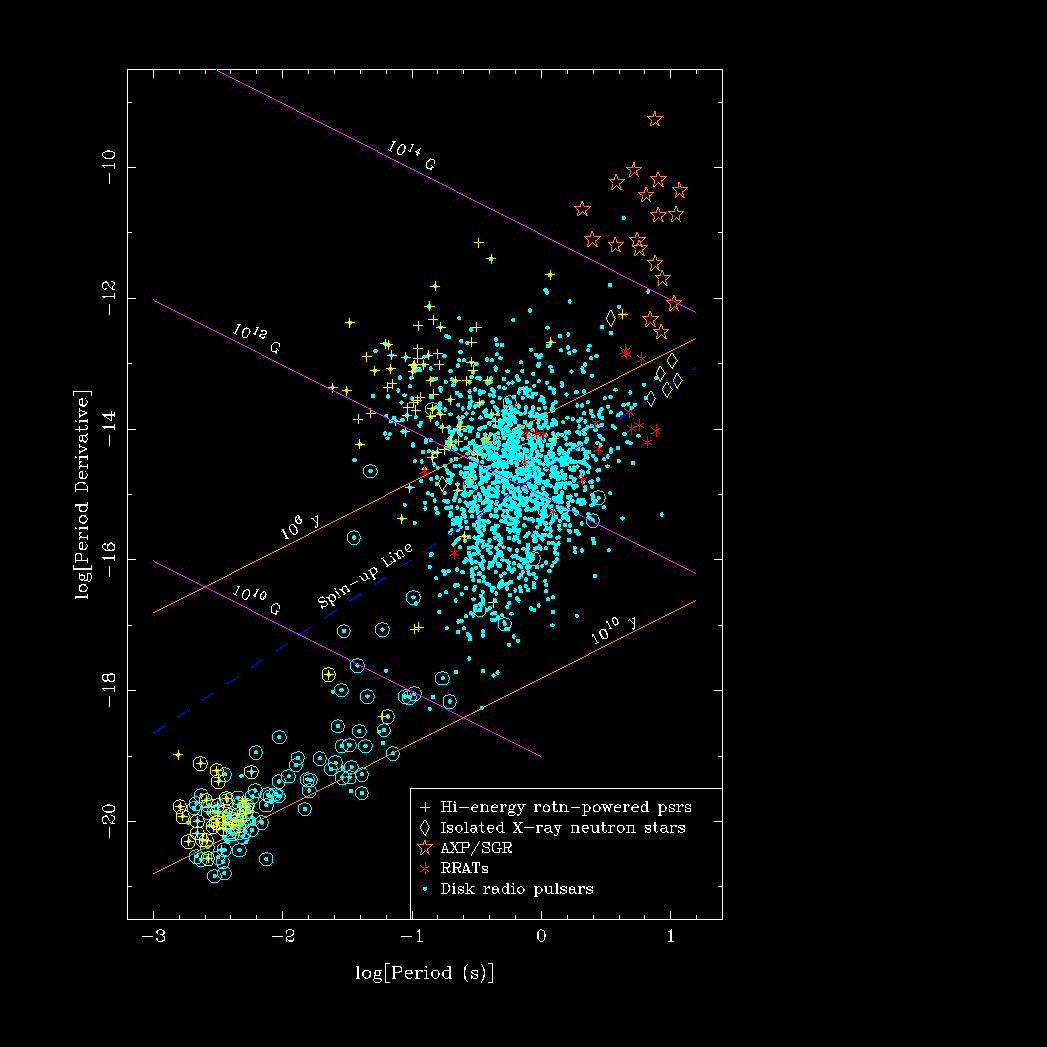 10¹⁴ G
10¹² G
10⁶ y
Spin-up Line
10¹⁰ G
10¹⁰ y
log[Period Derivative]
−10
−12
−14
−16
−18
−20
Hi-energy rotn-powered psrs
Isolated X-ray neutron stars
AXP/SGR
RRATs
Disk radio pulsars
−3 −2 −1 0 1
log[Period (s)]